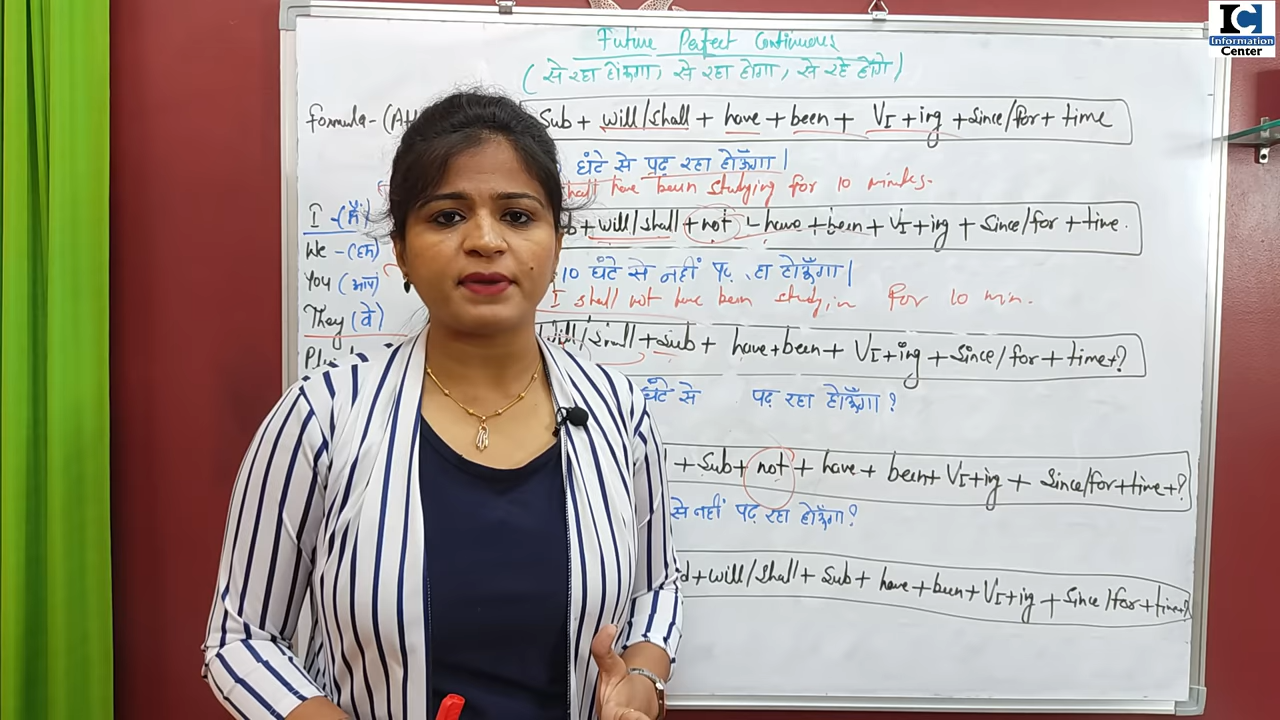 IC
Information
Center
Future Perfect Continuous
(से रहा होऊंगा, से रहा होगा, से रहे होंगे)
Formula-(A
Sub + will/shall + have + been + VI+ing +Since/for + time
घंटे से पढ़ रहा होऊँगा।
shall have been studying for 10 minutes.
+will/shall +not - have +been + VI+ing + Since/for +time.
I -(मैं)
We -(हम)
You (आप)
They (वे)
10 घंटे से नहीं पढ़ हा होऊँगा।
I shall not have been studyin for 10 min.
Will/Shall +Sub + have+been+ VI+ing +Since/for +time+?
घंटे से पढ़ रहा होऊँगा?
+ Sub+ not + have + been+ VI+ing + Since/for+time+?
से नहीं पढ़ रहा होऊँगा?
d+will/Shall+ Sub + have+been+ VI+ing +Since/for+time+?